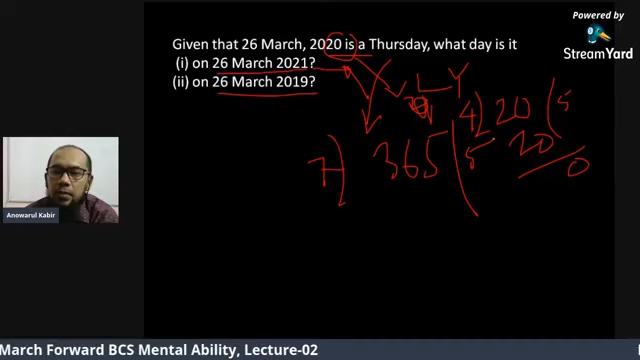 Powered by
StreamYard
Given that 26 March, 2020 is a Thursday, what day is it
(i) on 26 March 2021?
(ii) on 26 March 2019?
L Y
4) 20 ( 5
20
0
7) 365 ( 5
Anowarul Kabir
March Forward BCS Mental Ability, Lecture-02